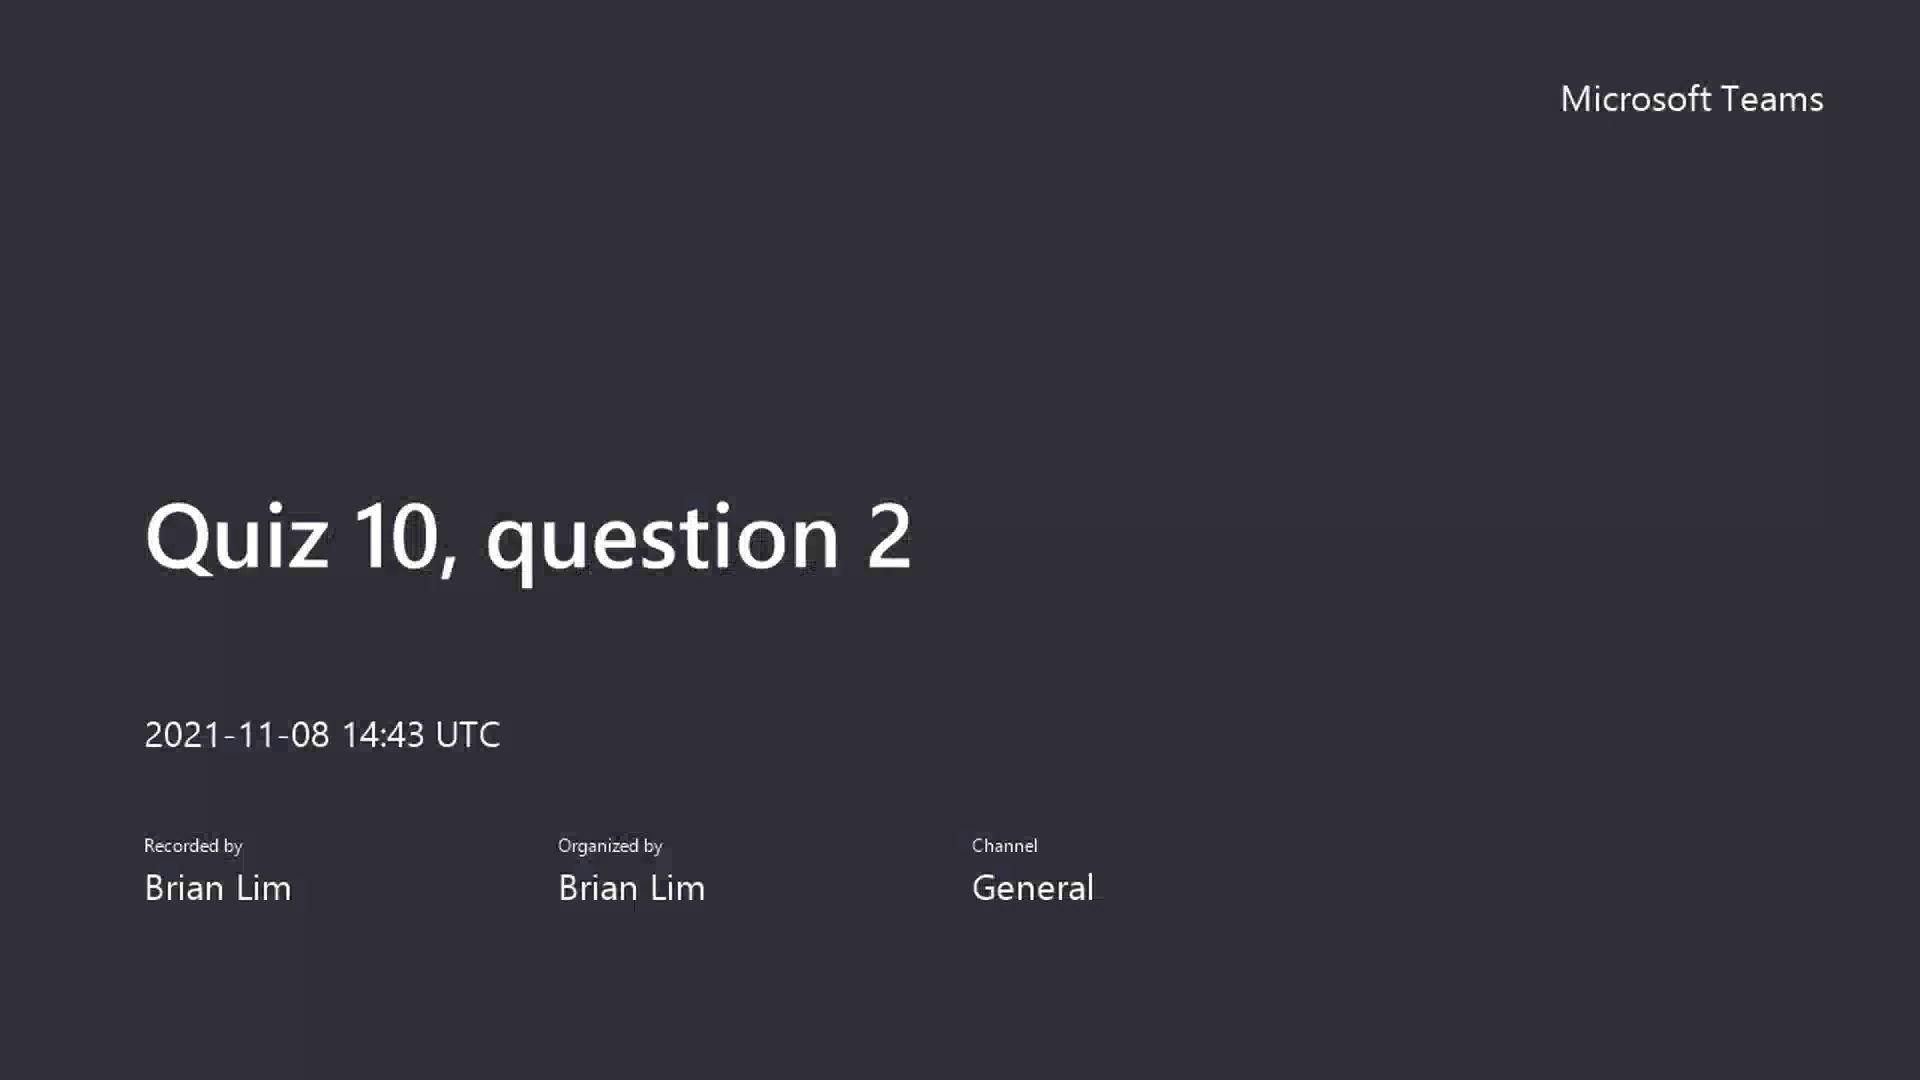 Microsoft Teams
Quiz 10, question 2
2021-11-08 14:43 UTC
Recorded by
Brian Lim
Organized by
Brian Lim
Channel
General